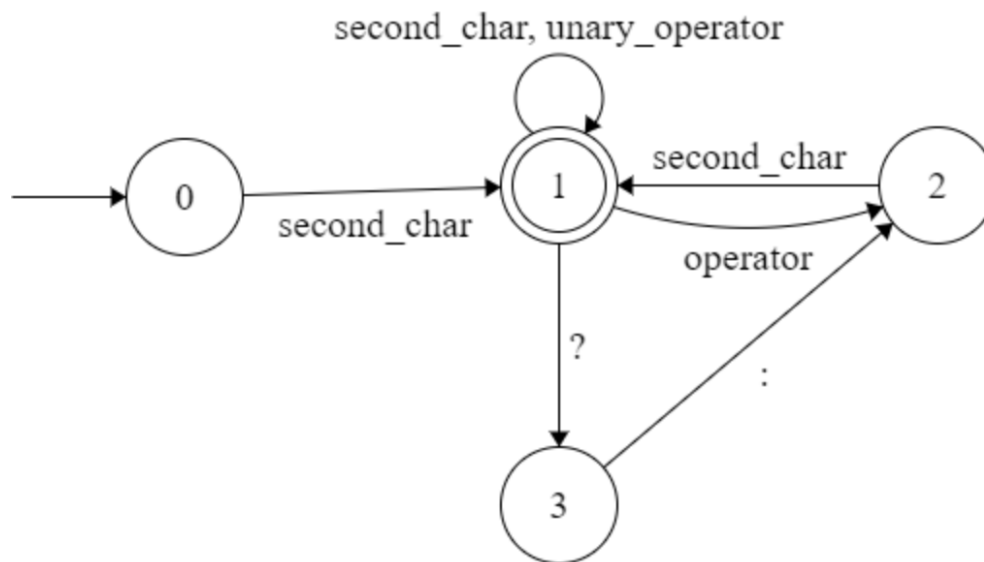 second_char, unary_operator
0
second_char
1
second_char
2
operator
?
:
3